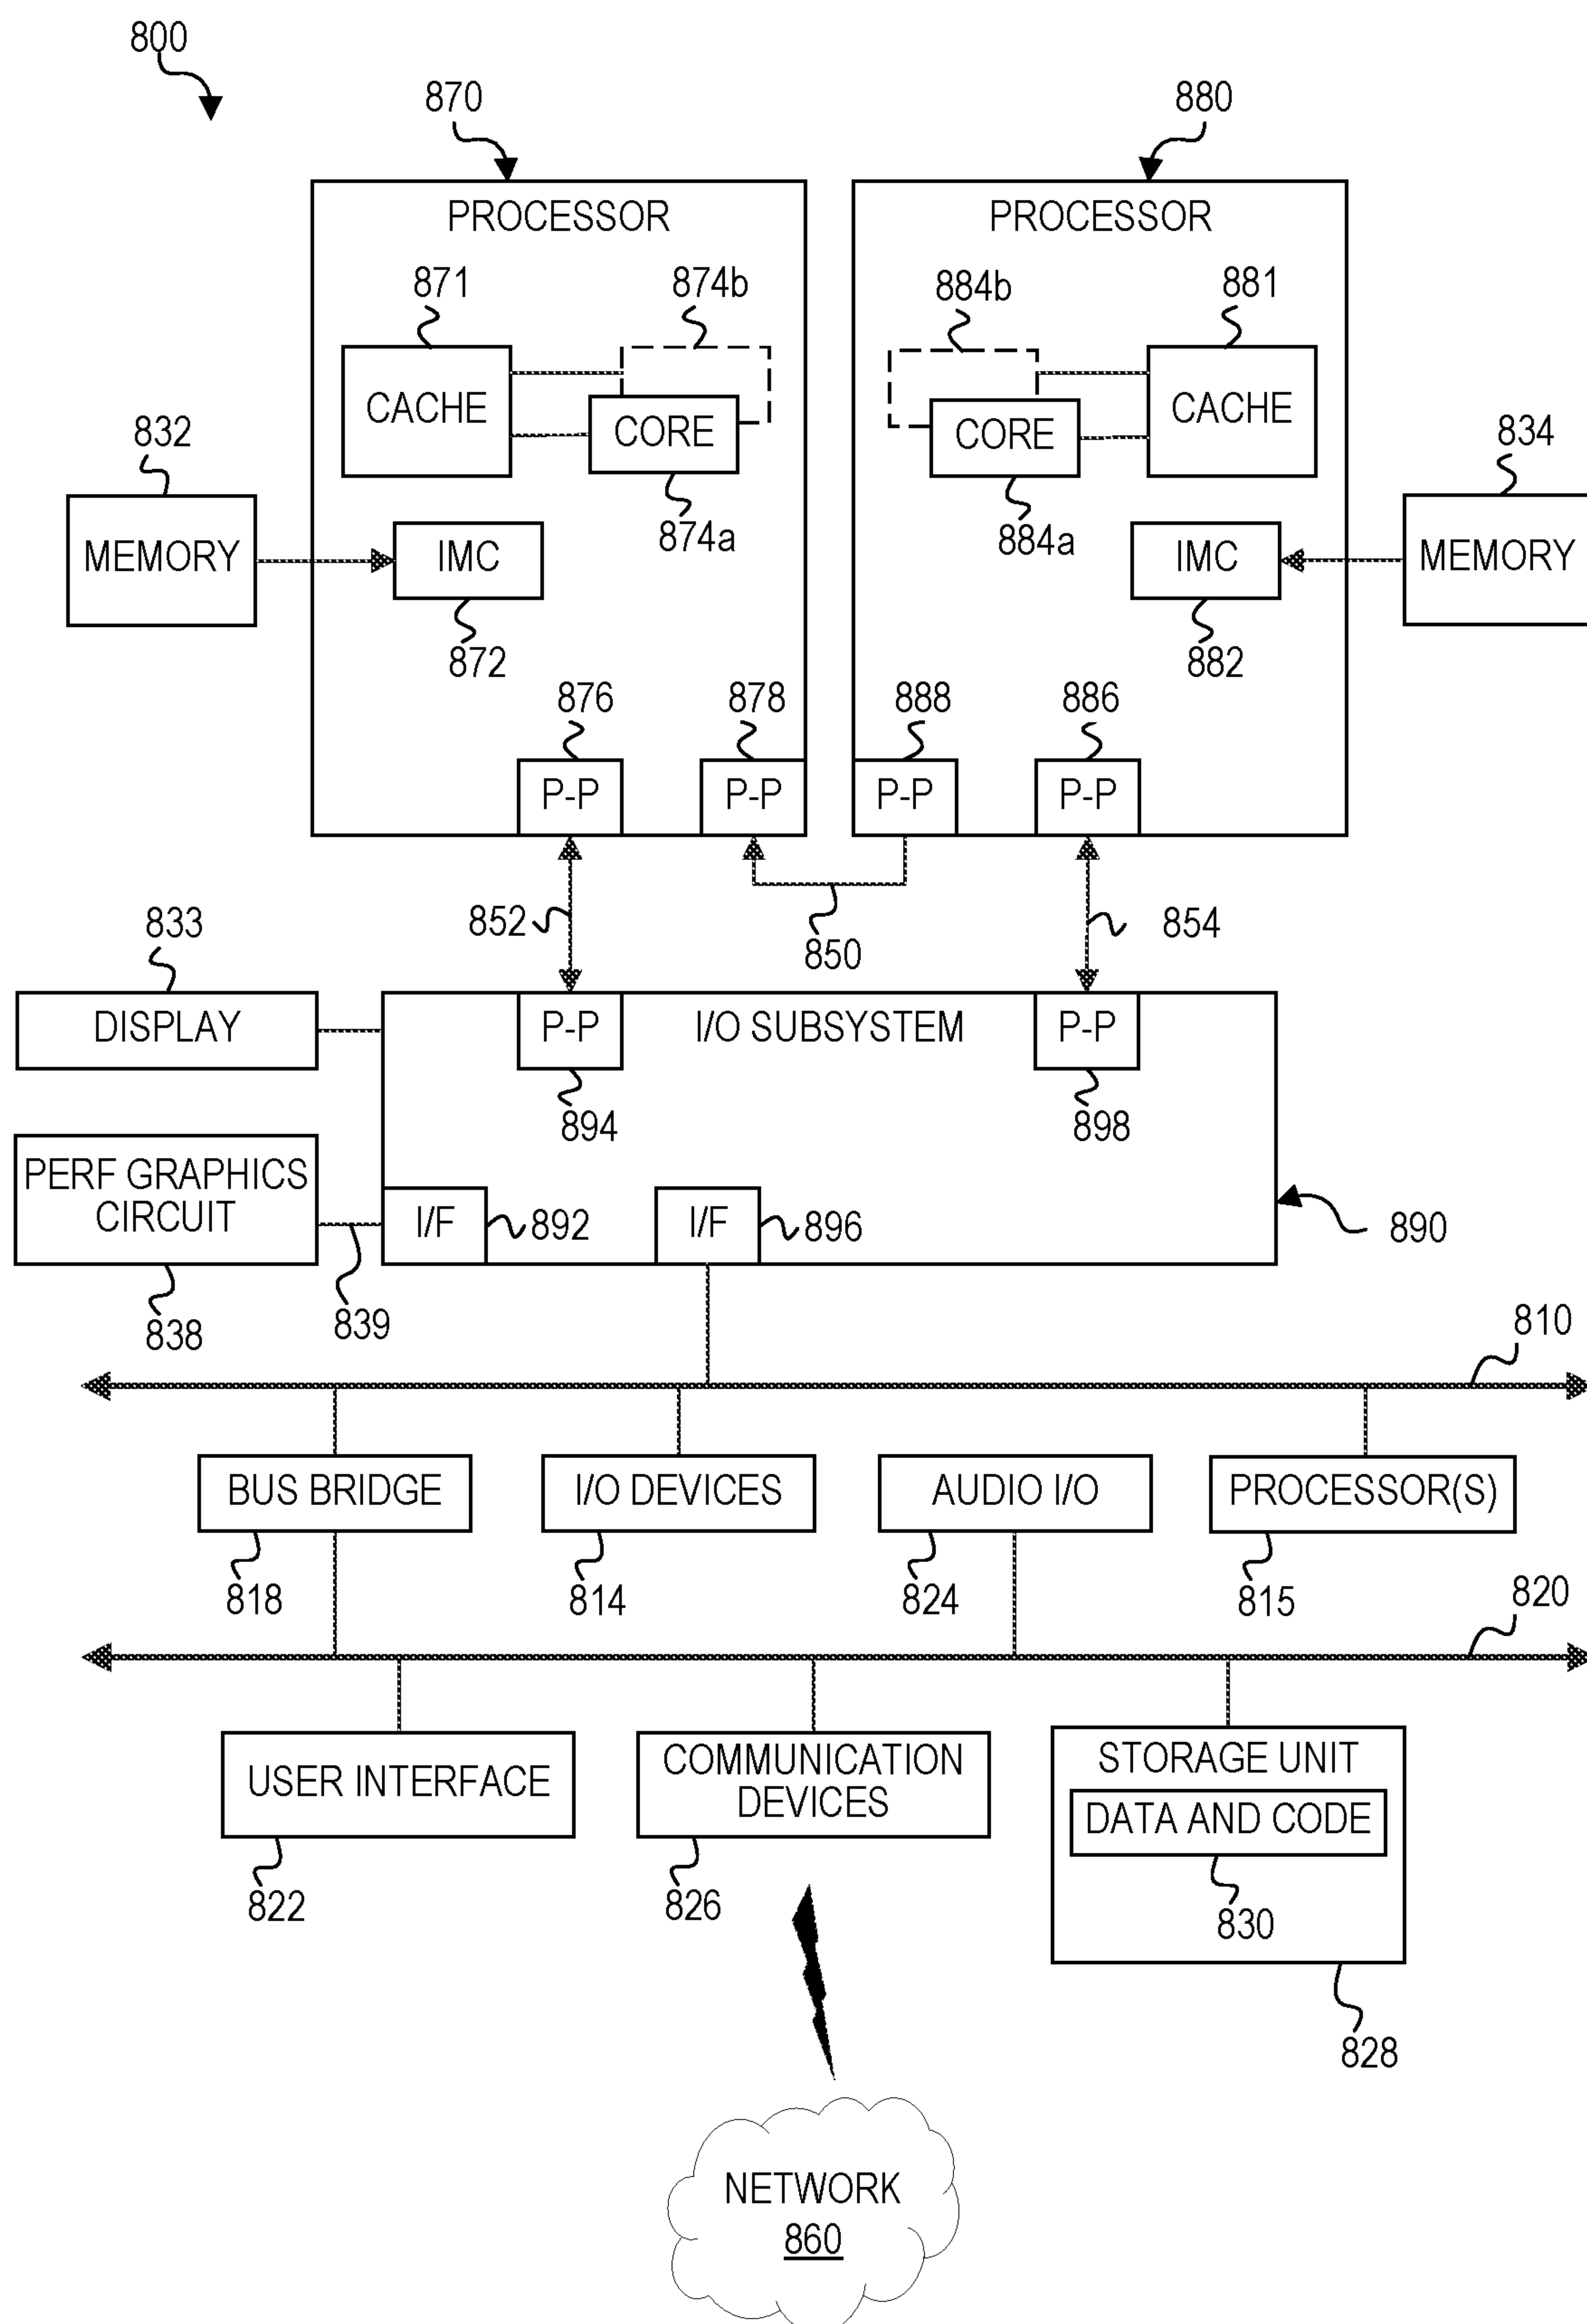 800
870
880
PROCESSOR
PROCESSOR
871
874b
884b
881
CACHE
CORE
CORE
CACHE
832
834
874a
884a
MEMORY
IMC
IMC
MEMORY
872
882
876
878
888
886
P-P
P-P
P-P
P-P
852
850
854
833
DISPLAY
P-P
I/O SUBSYSTEM
P-P
894
898
PERF GRAPHICS
CIRCUIT
I/F
892
I/F
896
890
838
839
810
BUS BRIDGE
I/O DEVICES
AUDIO I/O
PROCESSOR(S)
818
814
824
815
820
USER INTERFACE
COMMUNICATION
DEVICES
STORAGE UNIT
DATA AND CODE
822
826
830
828
NETWORK
860